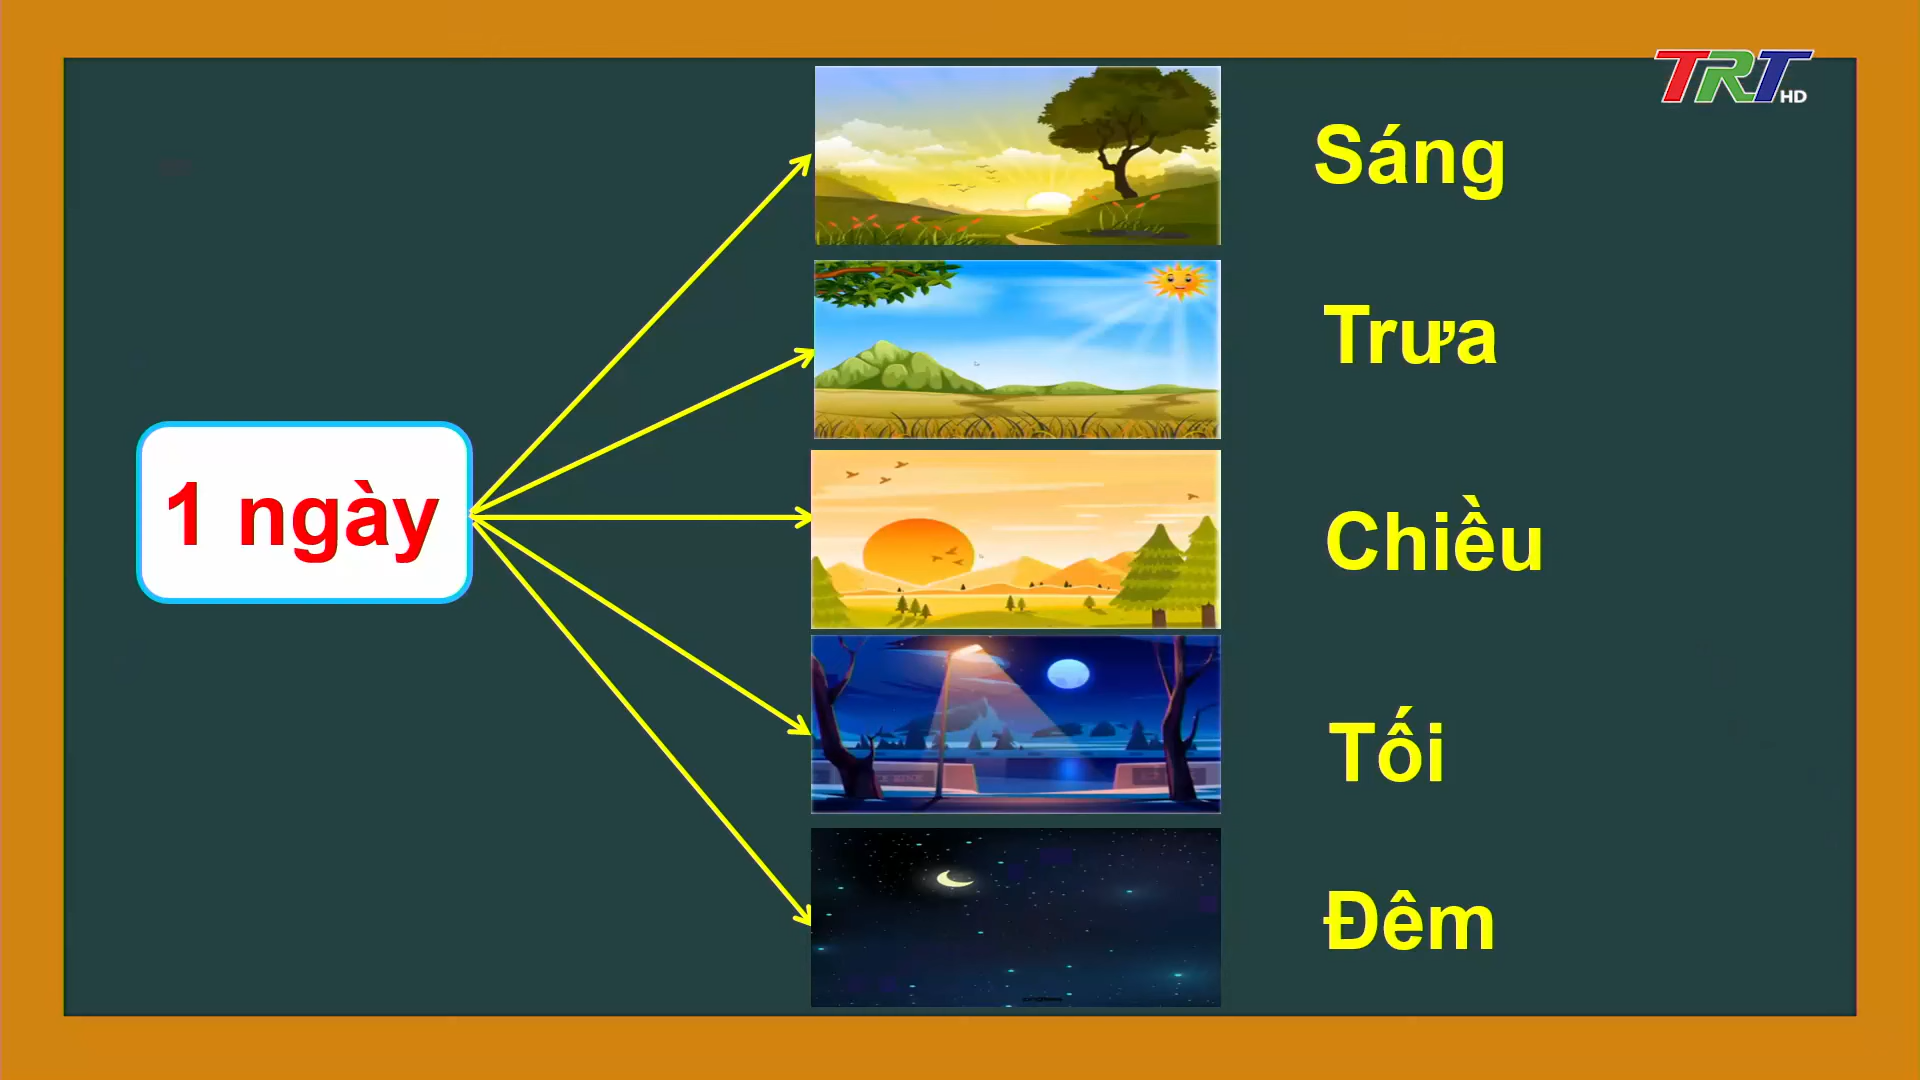 TRT HD
Sáng
Trưa
1 ngày
Chiều
Tối
Đêm